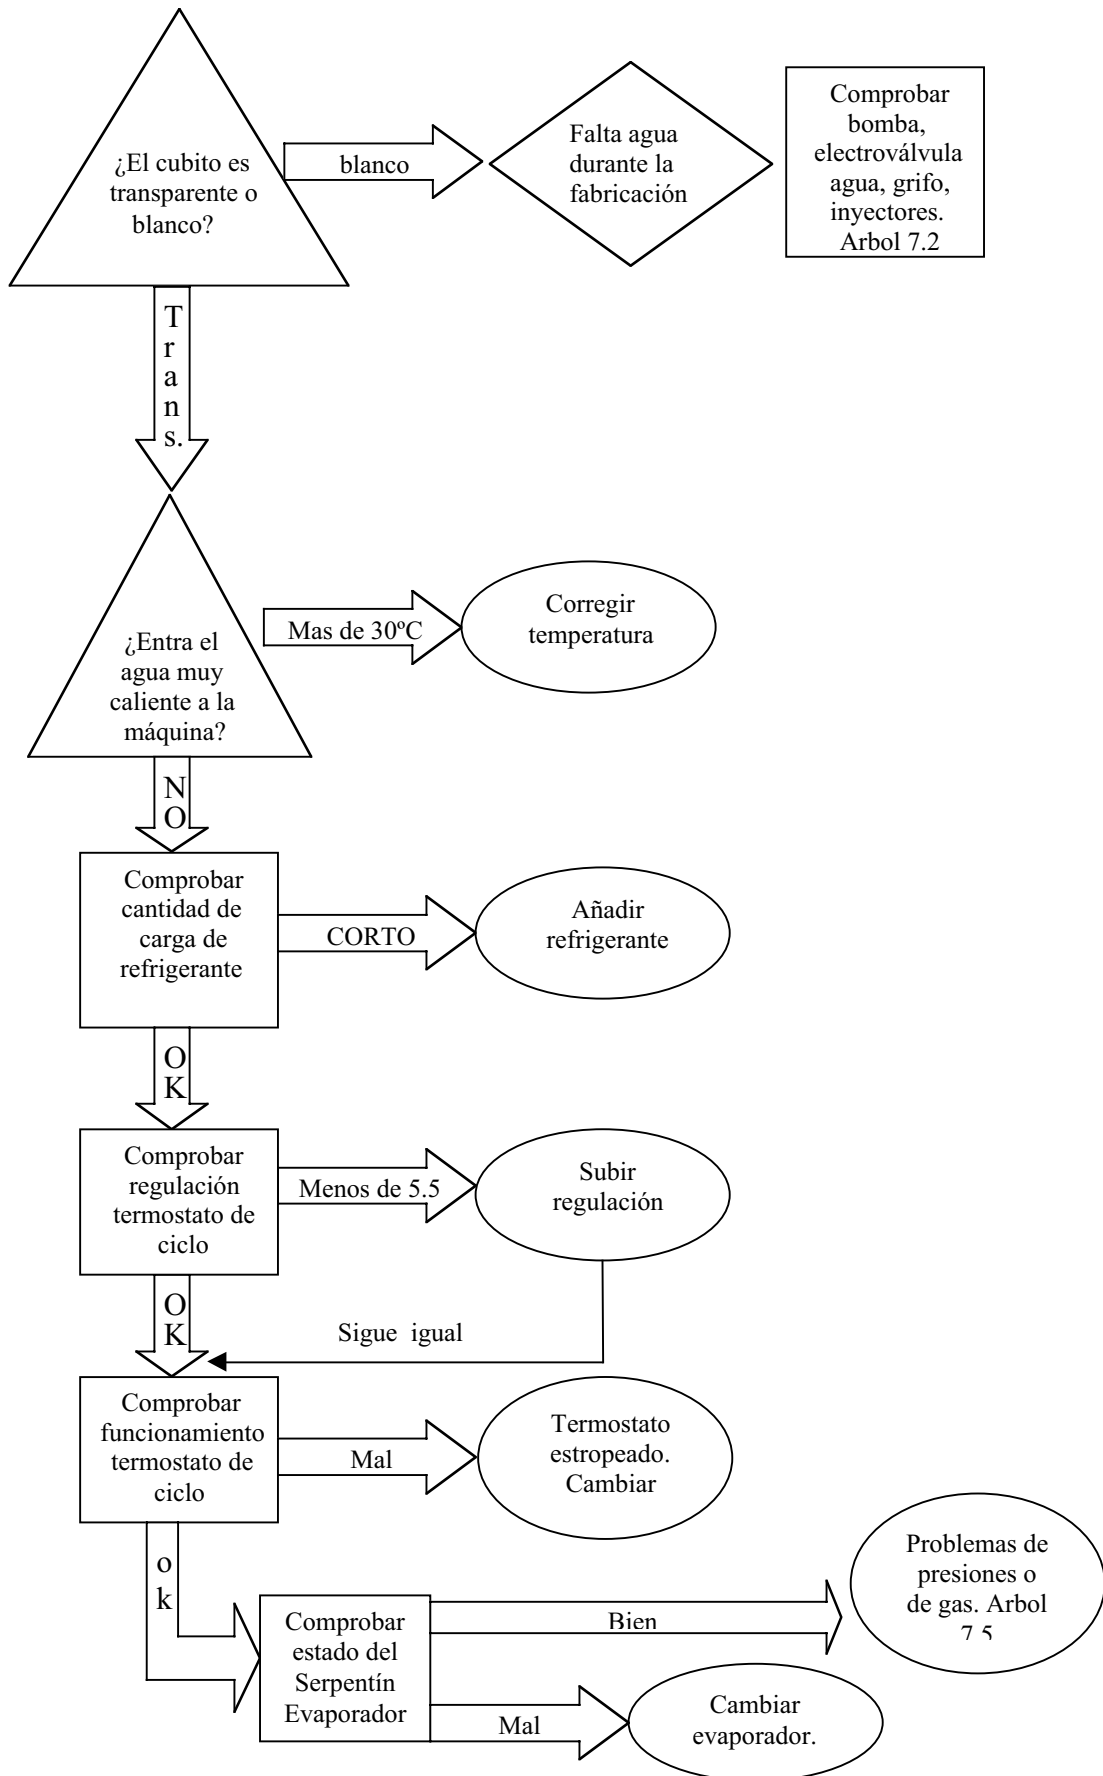 ¿El cubito es
transparente o
blanco?
blanco
Falta agua
durante la
fabricación
Comprobar
bomba,
electroválvula
agua, grifo,
inyectores.
Arbol 7.2
T
r
a
n
s.
¿Entra el
agua muy
caliente a la
máquina?
Mas de 30ºC
Corregir
temperatura
N
O
Comprobar
cantidad de
carga de
refrigerante
CORTO
Añadir
refrigerante
O
K
Comprobar
regulación
termostato de
ciclo
Menos de 5.5
Subir
regulación
O
K
Sigue igual
Comprobar
funcionamiento
termostato de
ciclo
Mal
Termostato
estropeado.
Cambiar
o
k
Comprobar
estado del
Serpentín
Evaporador
Bien
Problemas de
presiones o
de gas. Arbol
7.5
Mal
Cambiar
evaporador.